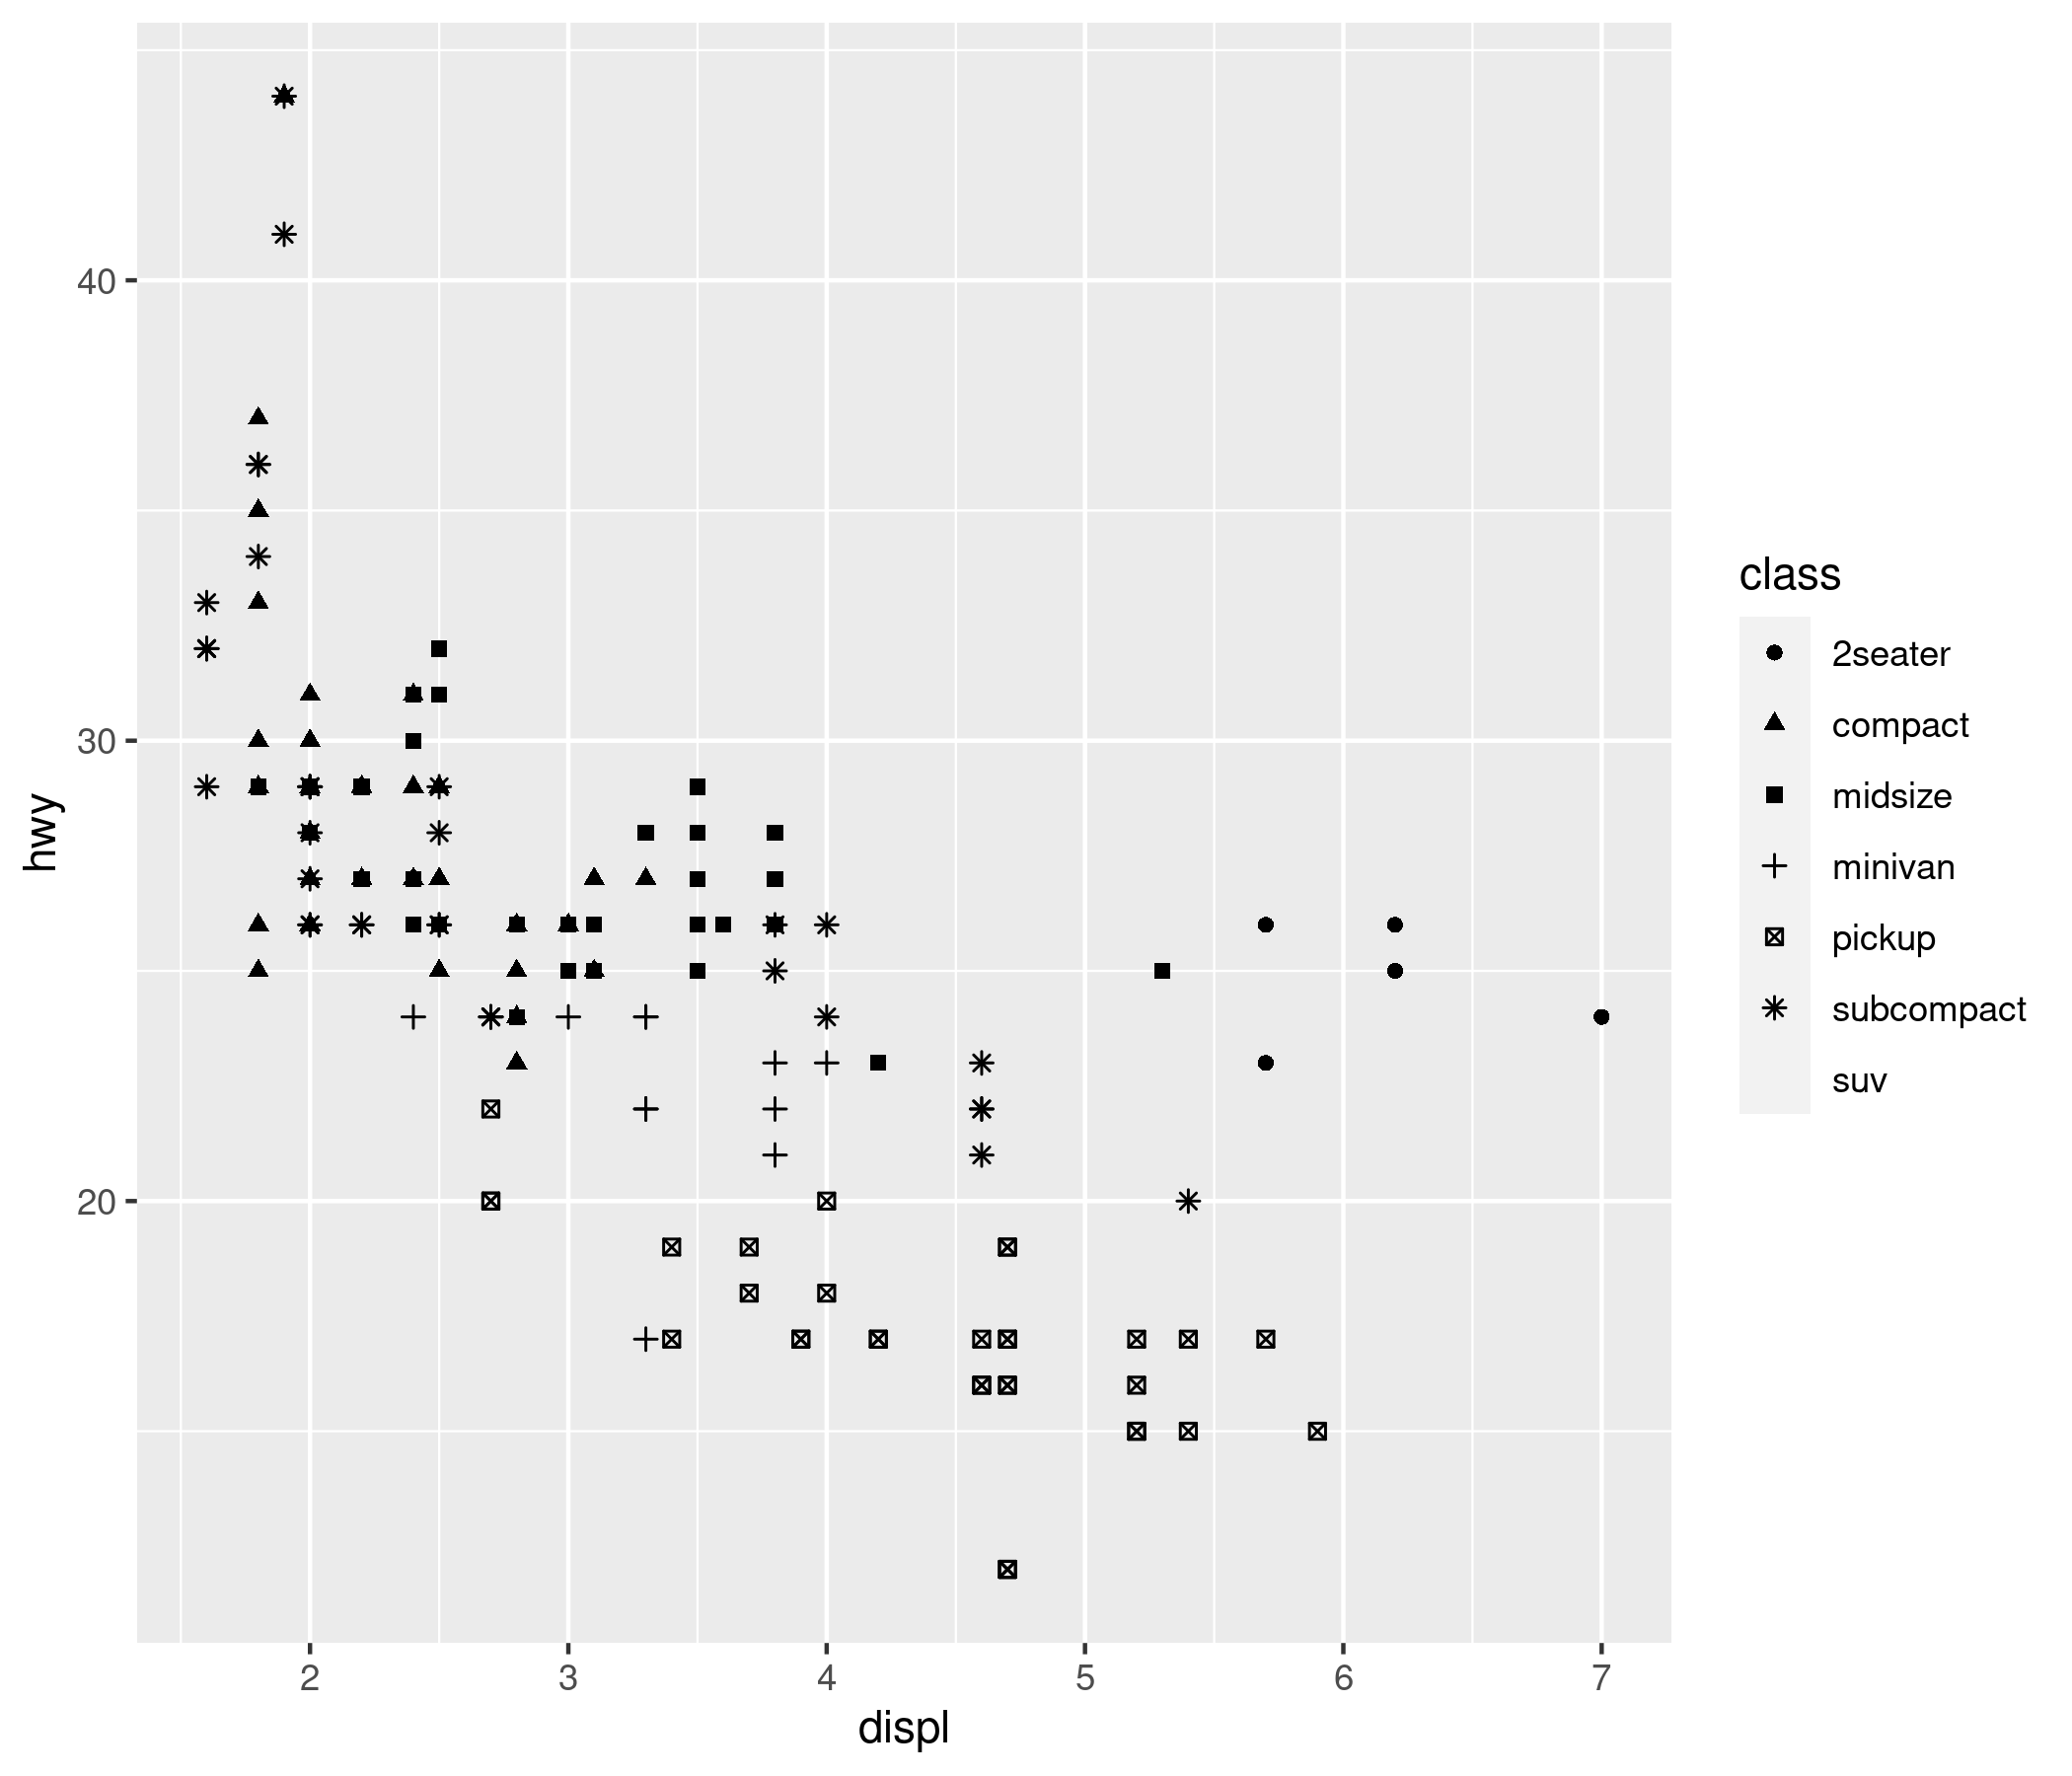 40
30
20
hwy
2 3 4 5 6 7
displ
class
2seater
compact
midsize
minivan
pickup
subcompact
suv